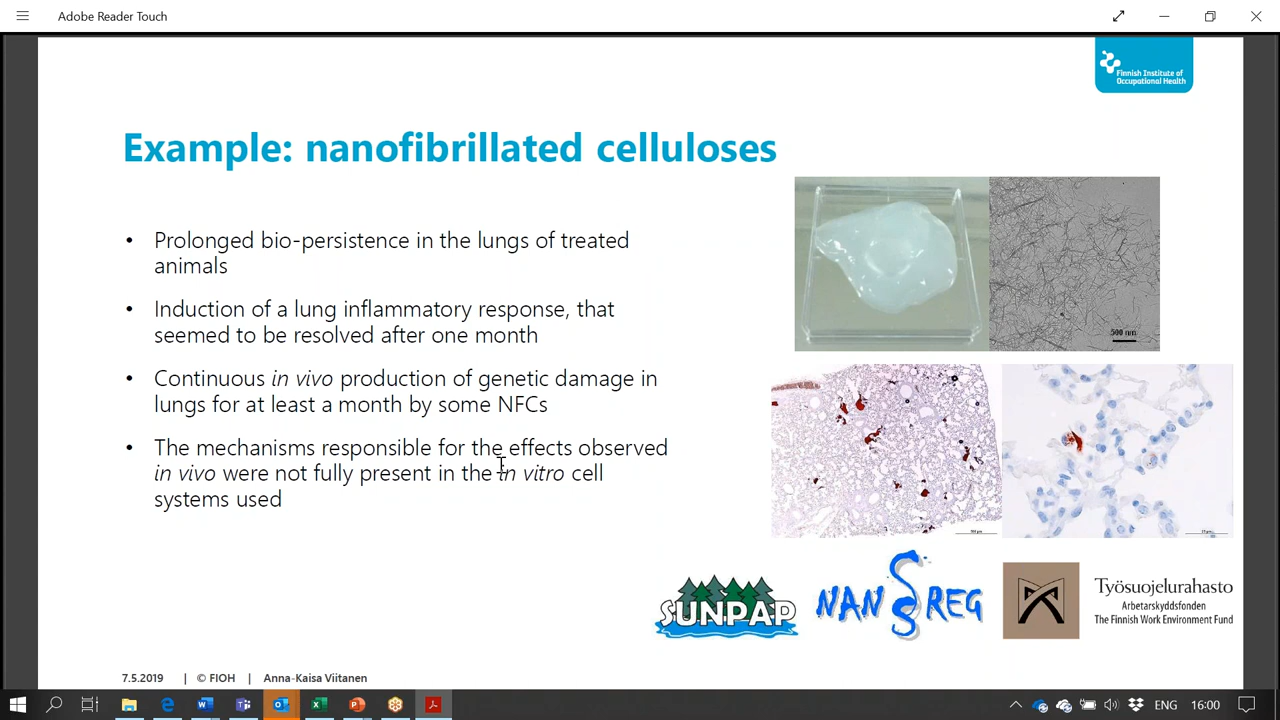 Adobe Reader Touch
Finnish Institute of
Occupational Health
Example: nanofibrillated celluloses
• Prolonged bio-persistence in the lungs of treated
animals
• Induction of a lung inflammatory response, that
seemed to be resolved after one month
• Continuous in vivo production of genetic damage in
lungs for at least a month by some NFCs
• The mechanisms responsible for the effects observed
in vivo were not fully present in the in vitro cell
systems used
500 nm
SUNPAP
NANOREG
Työsuojelurahasto
Arbetarskyddsfonden
The Finnish Work Environment Fund
7.5.2019 | © FIOH | Anna-Kaisa Viitanen
ENG 16:00